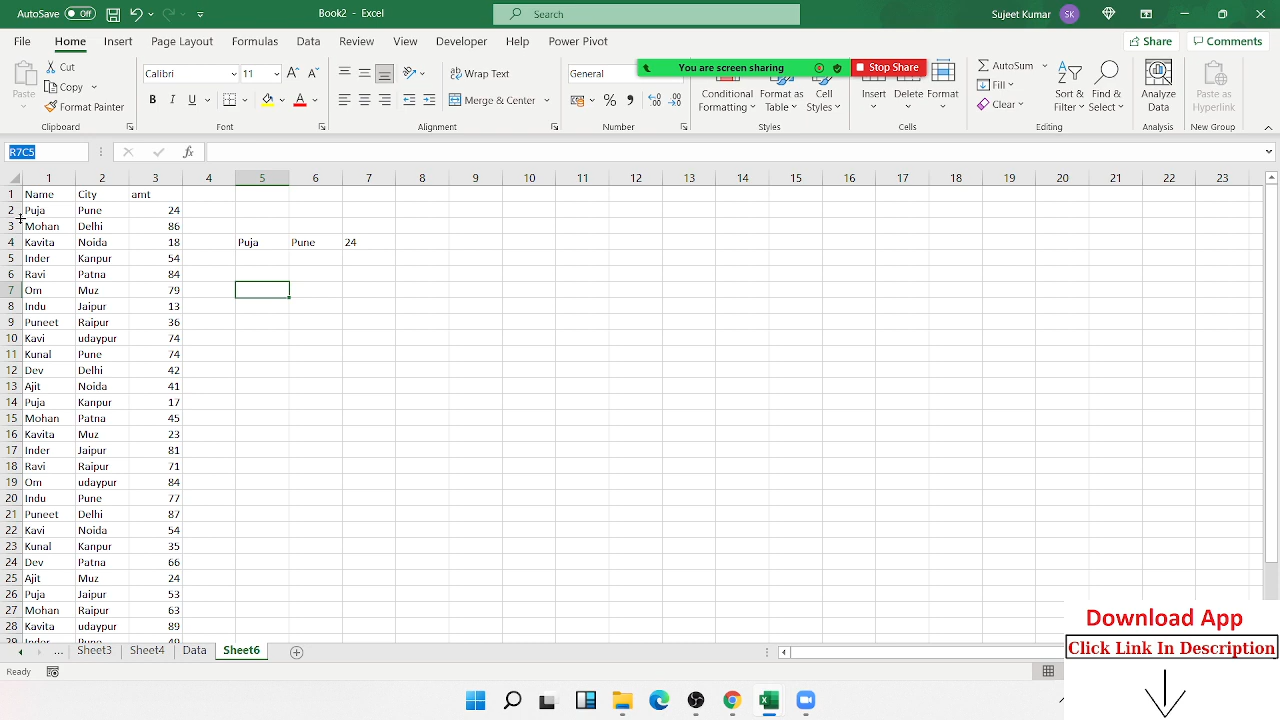 AutoSave Off Book2 - Excel Search Sujeet Kumar SK
File Home Insert Page Layout Formulas Data Review View Developer Help Power Pivot Share Comments
You are screen sharing Stop Share
Paste Cut Copy Format Painter Clipboard
Calibri 11 B I U A Font
ab Wrap Text Merge & Center Alignment
General % Number
Conditional Formatting Format as Table Cell Styles Styles
Insert Delete Format Cells
AutoSum Fill Clear Sort & Filter Find & Select Editing
Analyze Data Analysis
Paste as Hyperlink New Group
R7C5 fx
1 2 3 4 5 6 7 8 9 10 11 12 13 14 15 16 17 18 19 20 21 22 23
1 Name City amt
2 Puja Pune 24
3 Mohan Delhi 86
4 Kavita Noida 18 Puja Pune 24
5 Inder Kanpur 54
6 Ravi Patna 84
7 Om Muz 79
8 Indu Jaipur 13
9 Puneet Raipur 36
10 Kavi udaypur 74
11 Kunal Pune 74
12 Dev Delhi 42
13 Ajit Noida 41
14 Puja Kanpur 17
15 Mohan Patna 45
16 Kavita Muz 23
17 Inder Jaipur 81
18 Ravi Raipur 71
19 Om udaypur 84
20 Indu Pune 77
21 Puneet Delhi 87
22 Kavi Noida 54
23 Kunal Kanpur 35
24 Dev Patna 66
25 Ajit Muz 24
26 Puja Jaipur 53
27 Mohan Raipur 63
28 Kavita udaypur 89
29 Inder Pune 49
... Sheet3 Sheet4 Data Sheet6
Ready
Download App
Click Link In Description